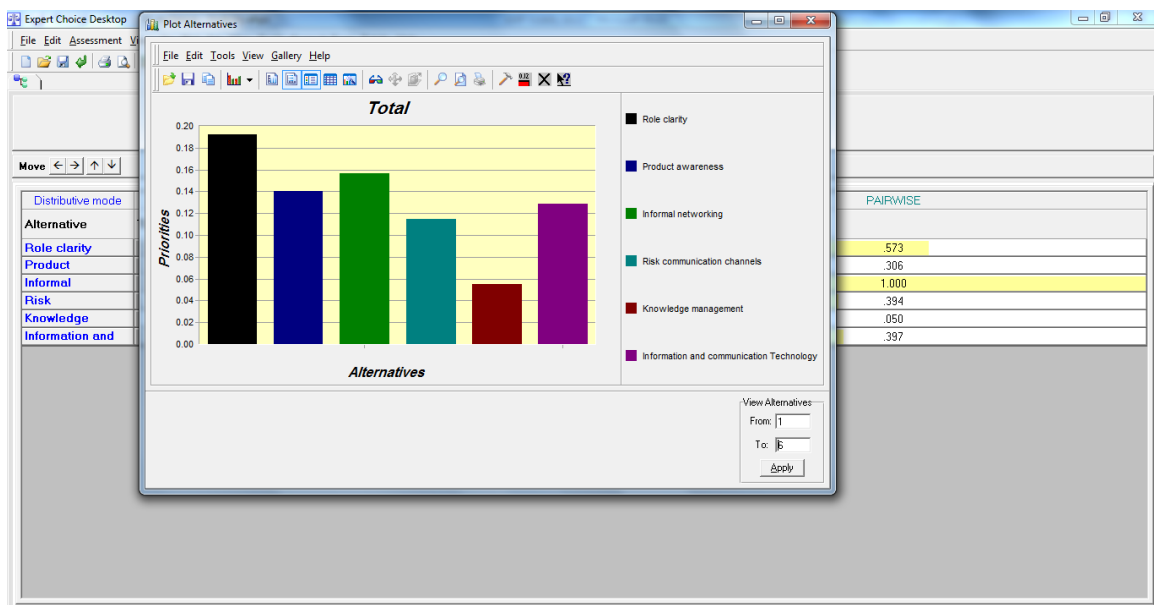 Expert Choice Desktop
File Edit Assessment Vi
Move
Distributive mode
Alternative
Role clarity
Product
Informal
Risk
Knowledge
Information and
Plot Alternatives
File Edit Tools View Gallery Help
Total
0.20
0.18
0.16
0.14
0.12
0.10
0.08
0.06
0.04
0.02
0.00
Priorities
Alternatives
Role clarity
Product awareness
Informal networking
Risk communication channels
Knowledge management
Information and communication Technology
View Alternatives
From: 1
To: 6
Apply
PAIRWISE
.573
.306
1.000
.394
.050
.397